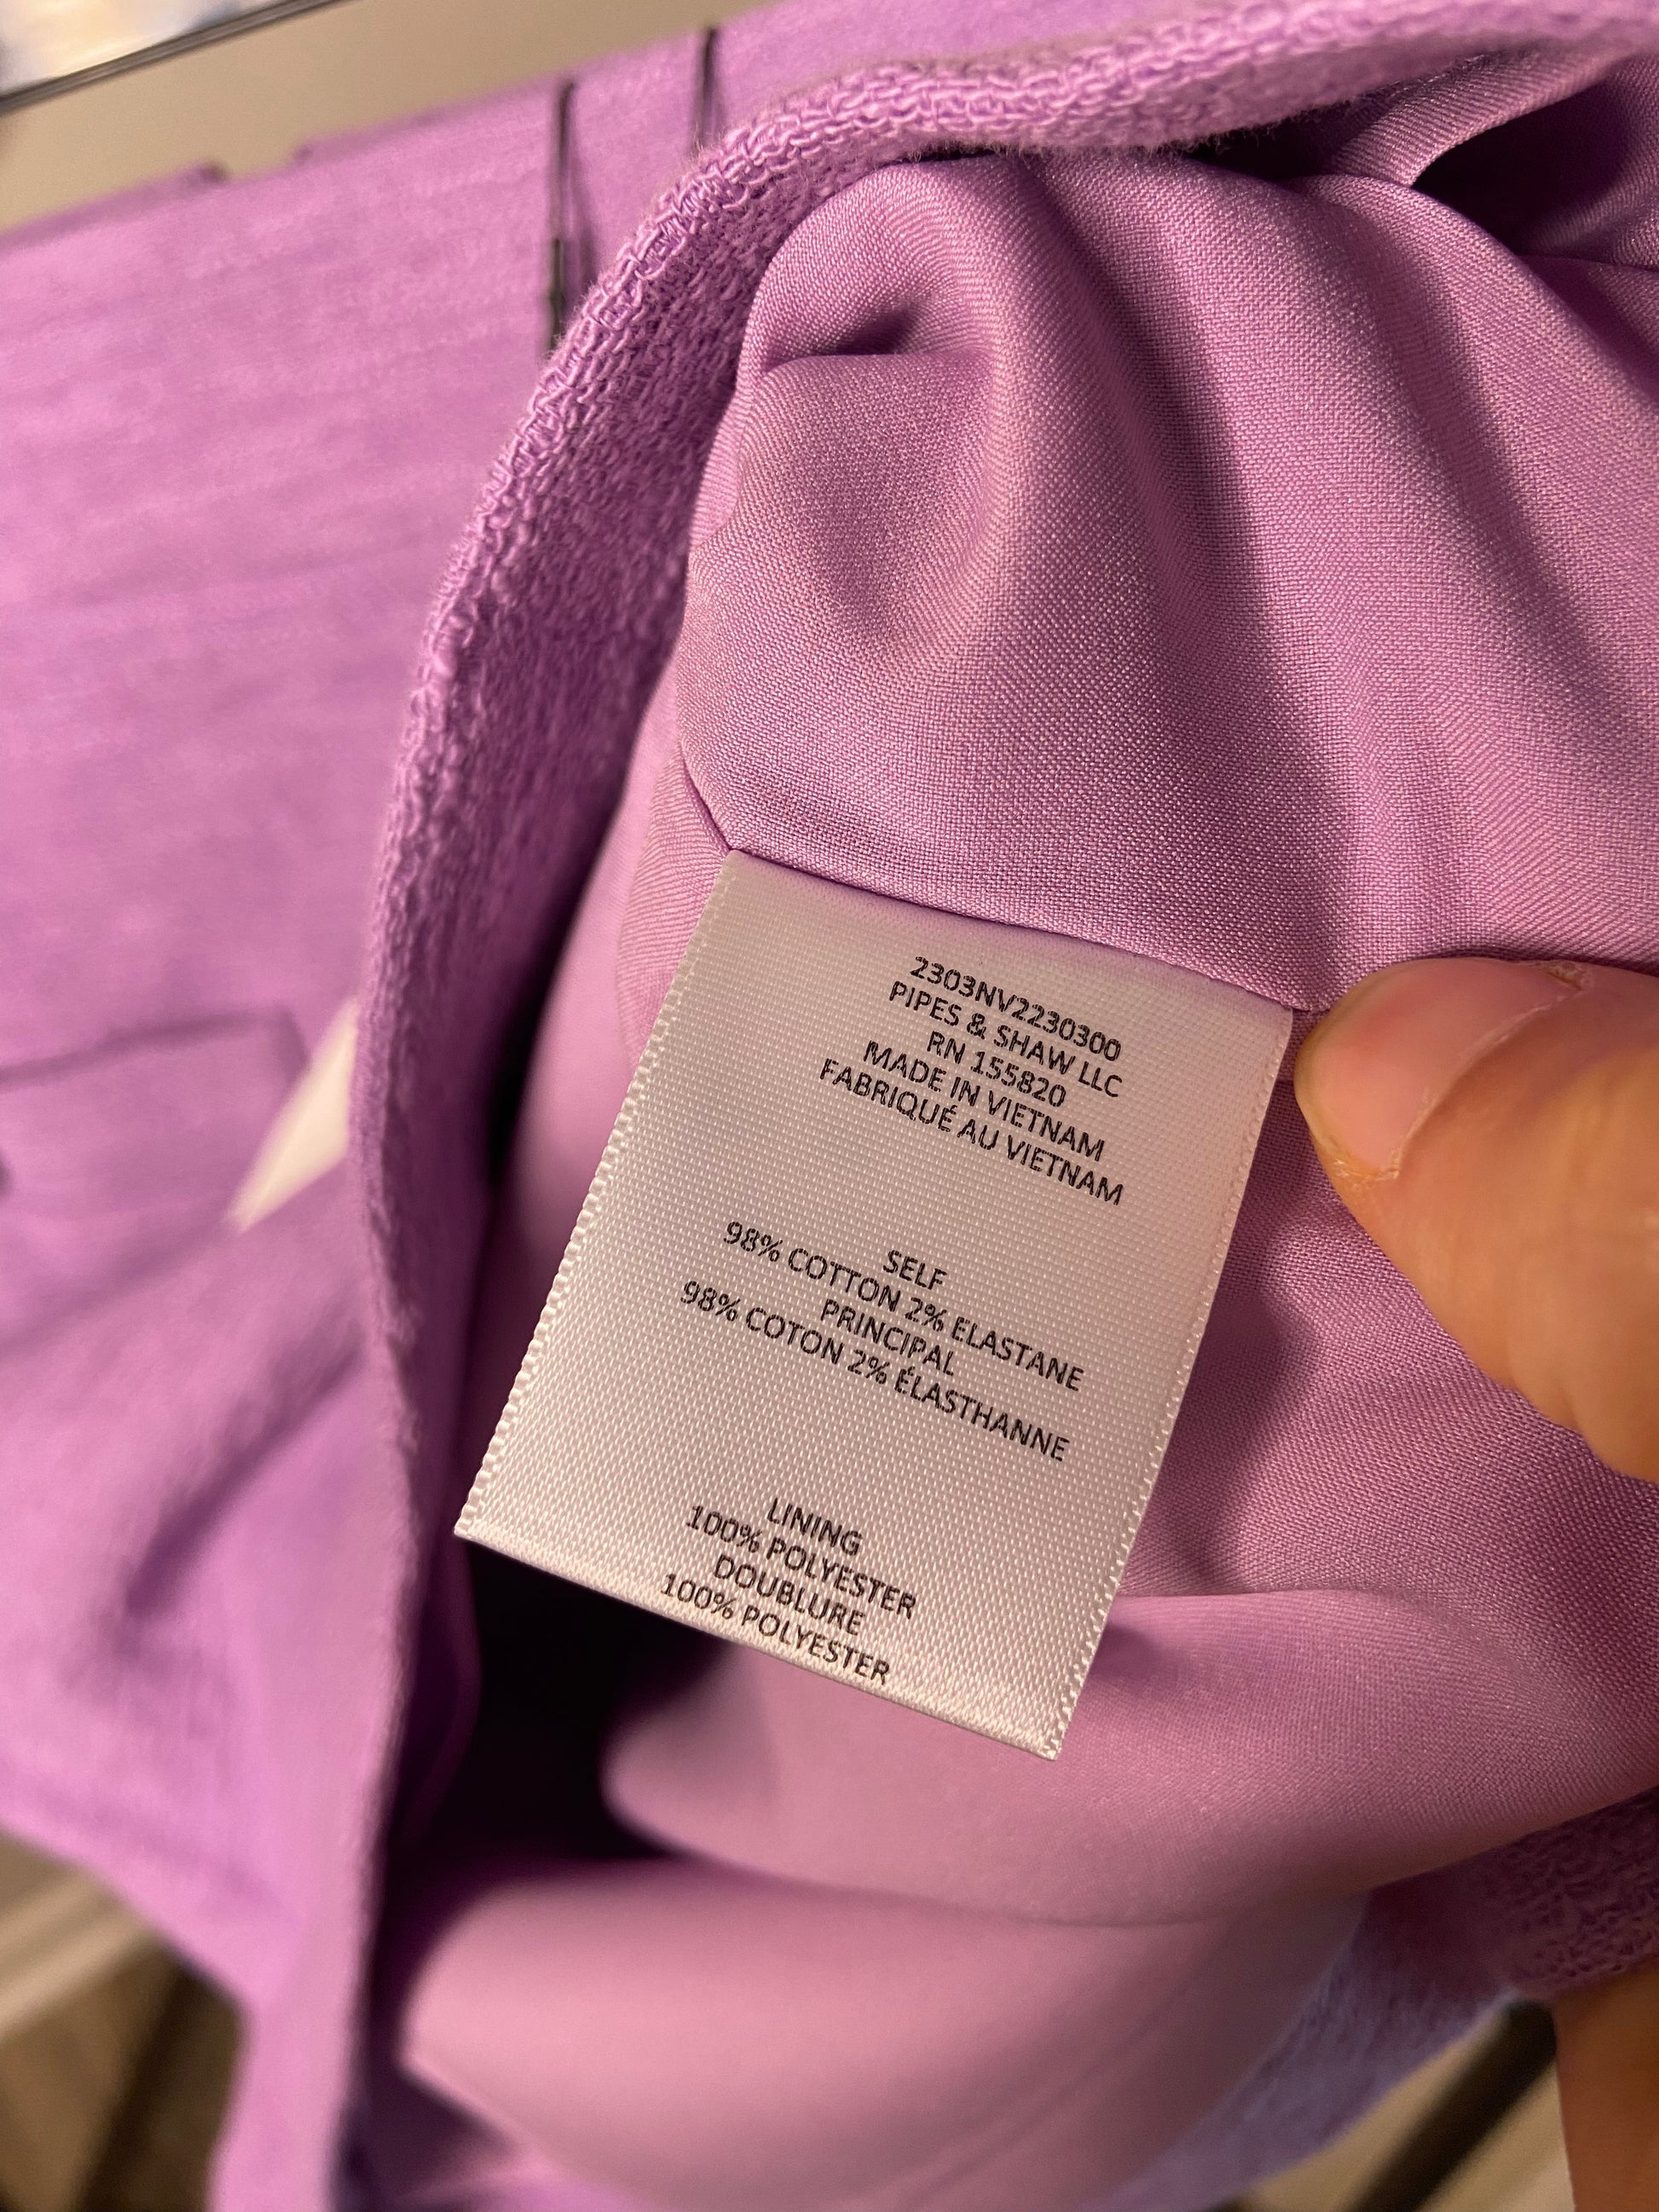 2303NV2230300
PIPES & SHAW LLC
RN 155820
MADE IN VIETNAM
FABRIQUÉ AU VIETNAM
SELF
98% COTTON 2% ELASTANE
PRINCIPAL
98% COTON 2% ÉLASTHANNE
LINING
100% POLYESTER
DOUBLURE
100% POLYESTER